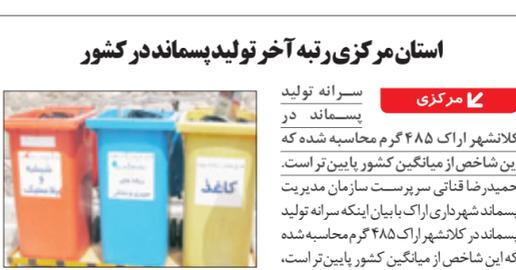 استان مرکزی رتبه آخر تولید پسماند در کشور
مرکزی
سرانه تولید
پسماند در
کلانشهر اراک ۴۸۵ گرم محاسبه شده که
این شاخص از میانگین کشور پایین‌تر است.
حمیدرضا قناتی سرپرست سازمان مدیریت
پسماند شهرداری اراک با بیان اینکه سرانه تولید
پسماند در کلانشهر اراک ۴۸۵ گرم محاسبه شده
که این شاخص از میانگین کشور پایین‌تر است،
شیشه
و
پلاستیک
کاغذ